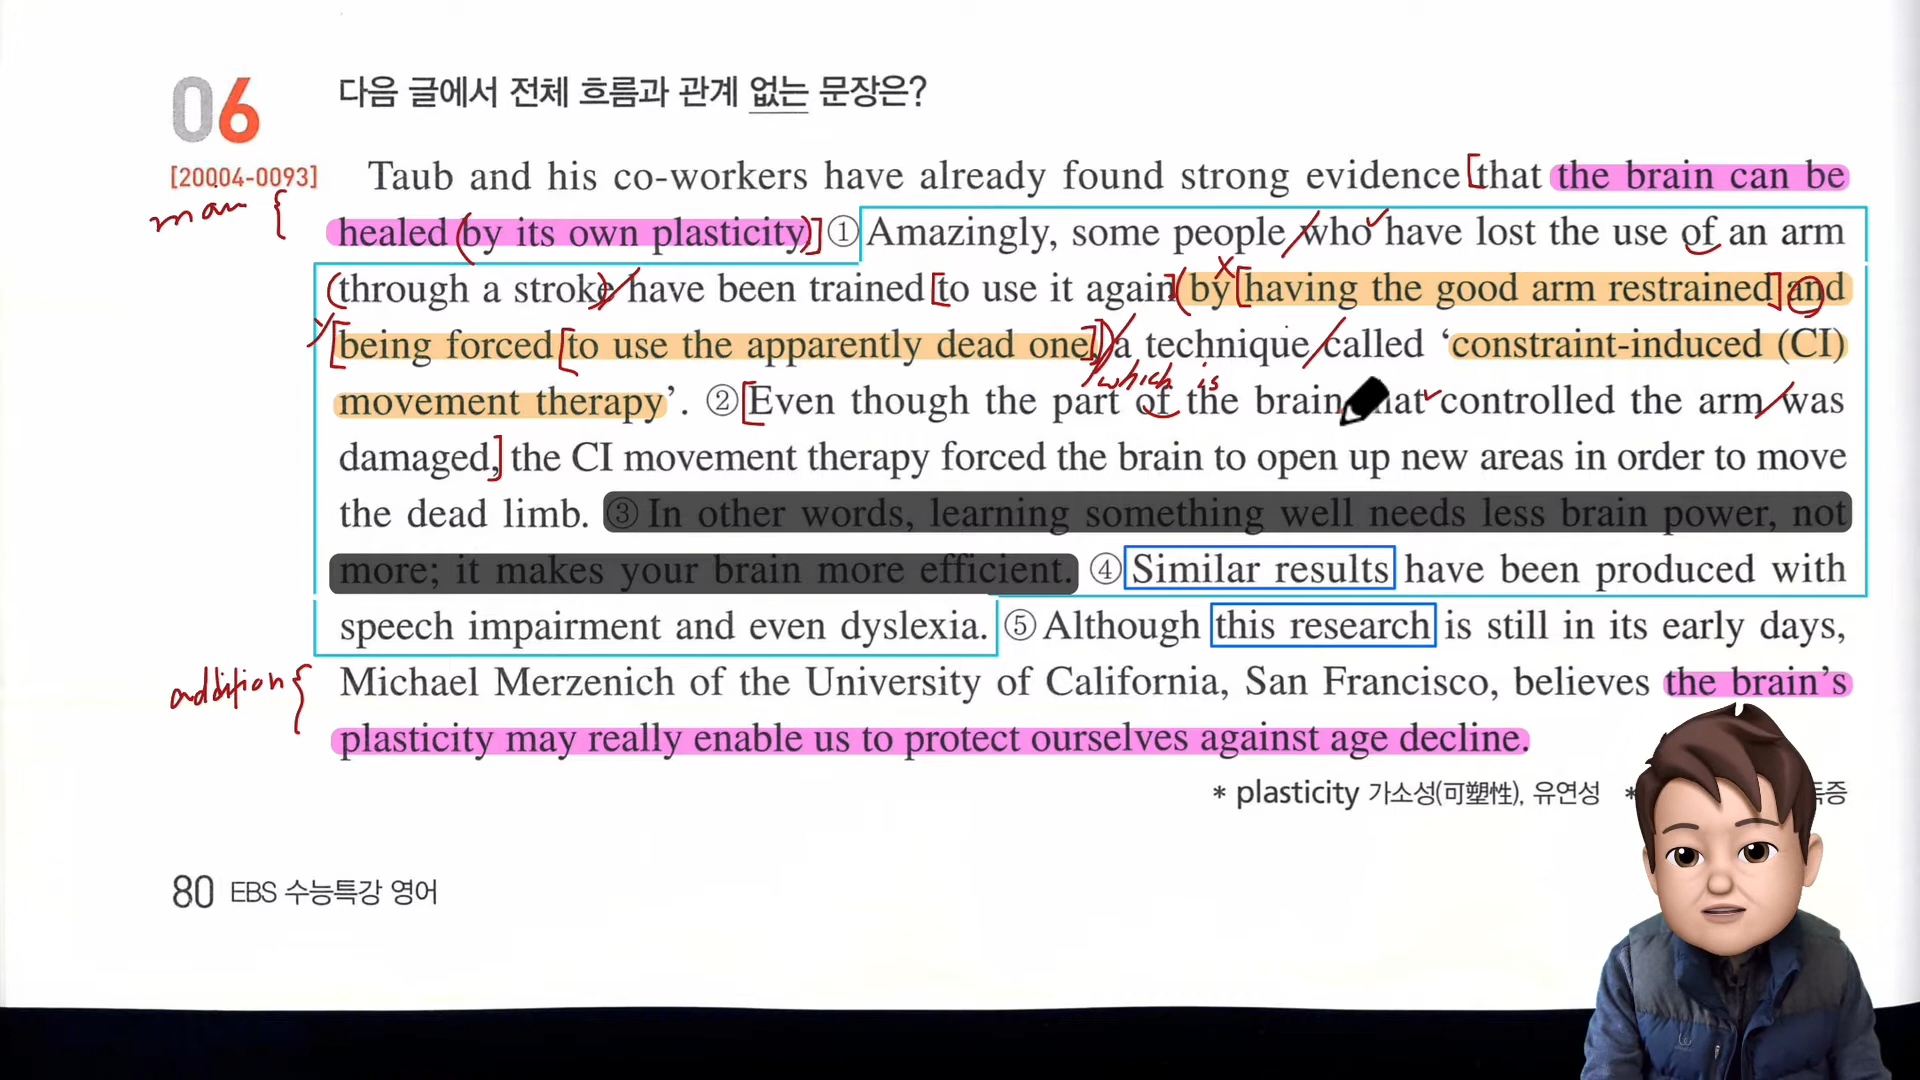 06
다음 글에서 전체 흐름과 관계 없는 문장은?
[20004-0093]
Taub and his co-workers have already found strong evidence [that the brain can be
main {
healed (by its own plasticity)] ① Amazingly, some people / who have lost the use of an arm
(through a stroke) / have been trained [to use it again] (by [having the good arm restrained] and
[being forced [to use the apparently dead one,]) / a technique / called ‘constraint-induced (CI)
which is
movement therapy’. ② [Even though the part of the brain controlled the arm / was
damaged,] the CI movement therapy forced the brain to open up new areas in order to move
the dead limb. ③ In other words, learning something well needs less brain power, not
more; it makes your brain more efficient. ④ Similar results have been produced with
speech impairment and even dyslexia. ⑤ Although this research is still in its early days,
addition {
Michael Merzenich of the University of California, San Francisco, believes the brain’s
plasticity may really enable us to protect ourselves against age decline.
* plasticity 가소성(可塑性), 유연성 *
80 EBS 수능특강 영어